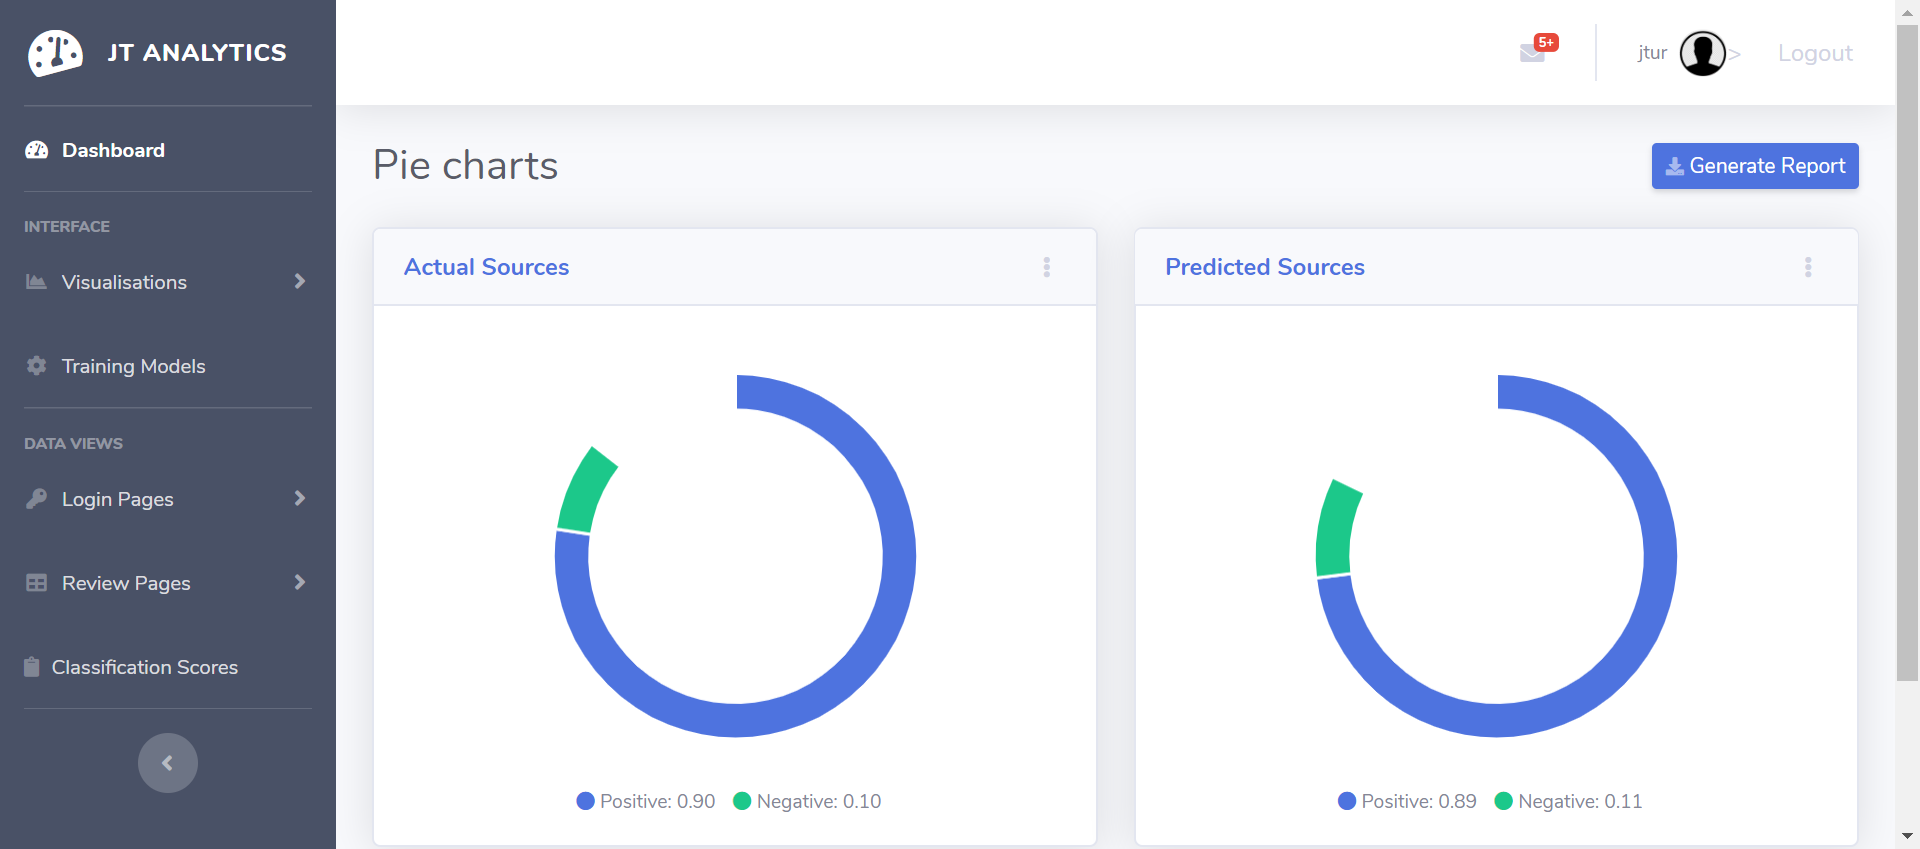 JT ANALYTICS
5+
jtur
>
Logout
Dashboard
Pie charts
Generate Report
INTERFACE
Visualisations
Training Models
DATA VIEWS
Login Pages
Review Pages
Classification Scores
Actual Sources
Positive: 0.90 Negative: 0.10
Predicted Sources
Positive: 0.89 Negative: 0.11